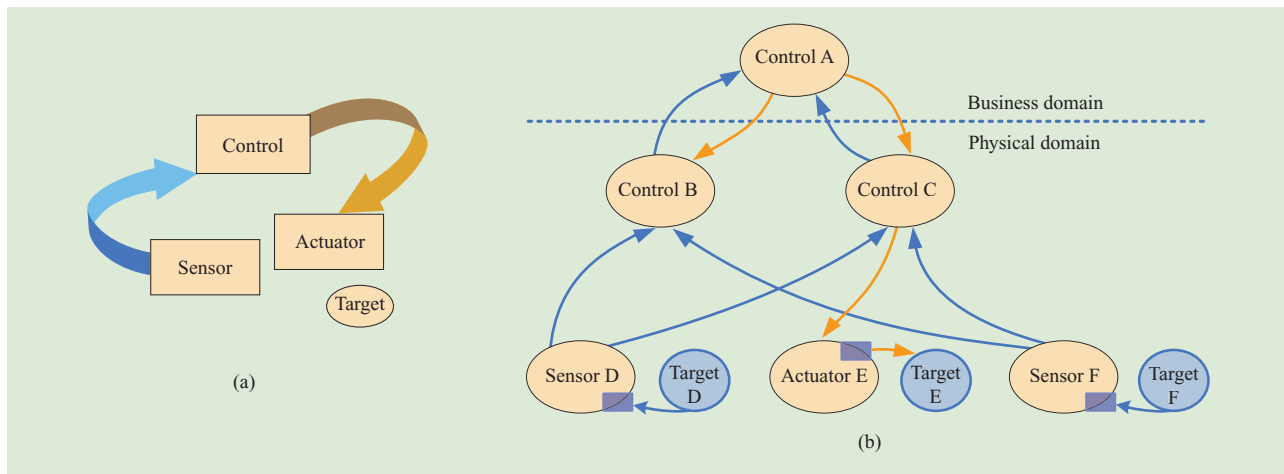 Control
Actuator
Sensor
Target
(a)
Control A
Business domain
Physical domain
Control B
Control C
Sensor D
Target
D
Actuator E
Target
E
Sensor F
Target
F
(b)